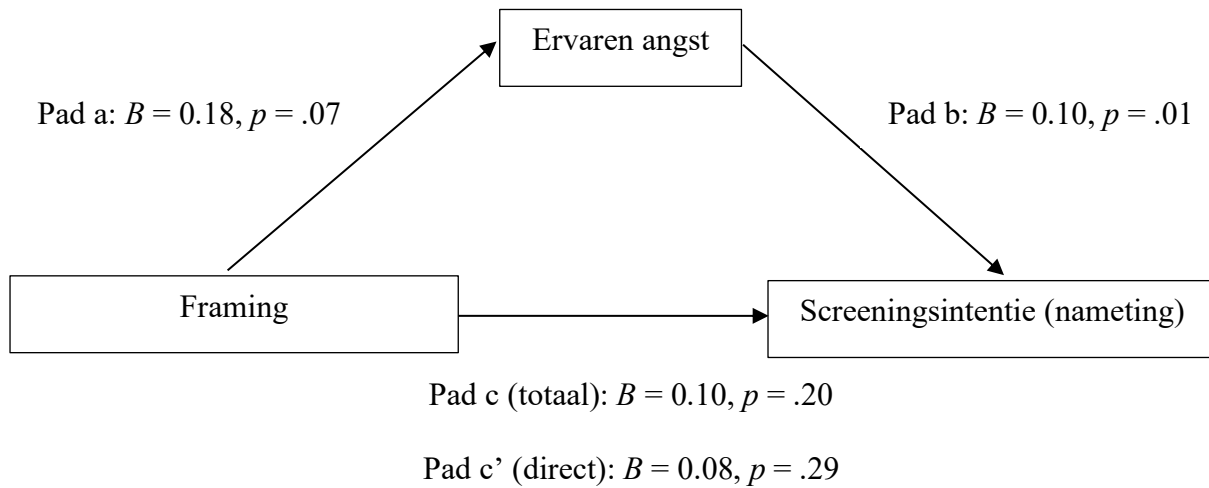 Ervaren angst
Pad a: B = 0.18, p = .07
Pad b: B = 0.10, p = .01
Framing
Screeningsintentie (nameting)
Pad c (totaal): B = 0.10, p = .20
Pad c’ (direct): B = 0.08, p = .29